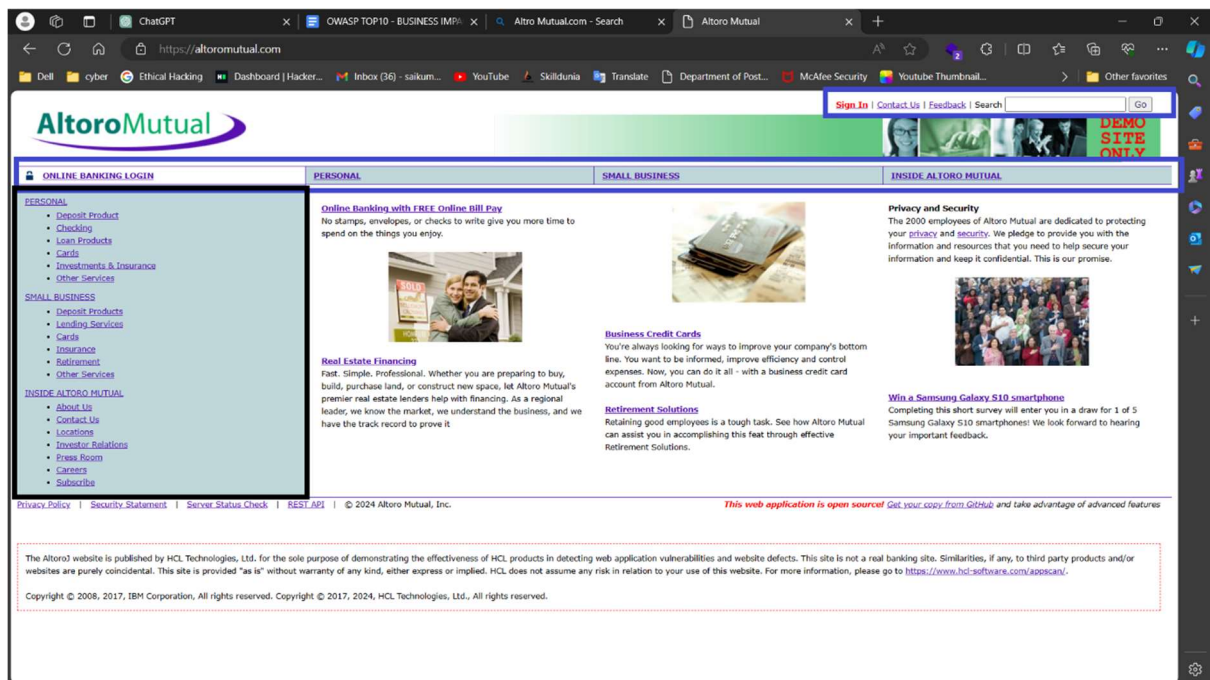 ChatGPT
OWASP TOP10 - BUSINESS IMPA
Altro Mutual.com - Search
Altoro Mutual
https://altoromutual.com
Dell
cyber
Ethical Hacking
Dashboard | Hacker...
Inbox (36) - saikum...
YouTube
Skilldunia
Translate
Department of Post...
McAfee Security
Youtube Thumbnail...
Other favorites
Sign In | Contact Us | Feedback | Search
Go
AltoroMutual
DEMO
SITE
ONLY
ONLINE BANKING LOGIN
PERSONAL
SMALL BUSINESS
INSIDE ALTORO MUTUAL
PERSONAL
Deposit Product
Checking
Loan Products
Cards
Investments & Insurance
Other Services
SMALL BUSINESS
Deposit Products
Lending Services
Cards
Insurance
Retirement
Other Services
INSIDE ALTORO MUTUAL
About Us
Contact Us
Locations
Investor Relations
Press Room
Careers
Subscribe
Online Banking with FREE Online Bill Pay
No stamps, envelopes, or checks to write give you more time to
spend on the things you enjoy.
SOLD
Real Estate Financing
Fast. Simple. Professional. Whether you are preparing to buy,
build, purchase land, or construct new space, let Altoro Mutual's
premier real estate lenders help with financing. As a regional
leader, we know the market, we understand the business, and we
have the track record to prove it
Business Credit Cards
You're always looking for ways to improve your company's bottom
line. You want to be informed, improve efficiency and control
expenses. Now, you can do it all - with a business credit card
account from Altoro Mutual.
Retirement Solutions
Retaining good employees is a tough task. See how Altoro Mutual
can assist you in accomplishing this feat through effective
Retirement Solutions.
Privacy and Security
The 2000 employees of Altoro Mutual are dedicated to protecting
your privacy and security. We pledge to provide you with the
information and resources that you need to help secure your
information and keep it confidential. This is our promise.
Win a Samsung Galaxy S10 smartphone
Completing this short survey will enter you in a draw for 1 of 5
Samsung Galaxy S10 smartphones! We look forward to hearing
your important feedback.
Privacy Policy | Security Statement | Server Status Check | REST API | © 2024 Altoro Mutual, Inc.
This web application is open source! Get your copy from GitHub and take advantage of advanced features
The AltoroJ website is published by HCL Technologies, Ltd. for the sole purpose of demonstrating the effectiveness of HCL products in detecting web application vulnerabilities and website defects. This site is not a real banking site. Similarities, if any, to third party products and/or
websites are purely coincidental. This site is provided "as is" without warranty of any kind, either express or implied. HCL does not assume any risk in relation to your use of this website. For more information, please go to https://www.hcl-software.com/appscan/.
Copyright © 2008, 2017, IBM Corporation, All rights reserved. Copyright © 2017, 2024, HCL Technologies, Ltd., All rights reserved.